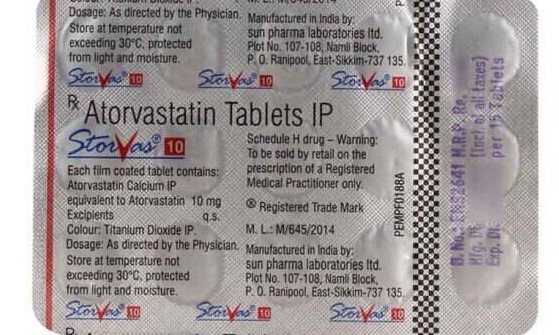 Dosage: As directed by the Physician.
Store at temperature not
exceeding 30°C, protected
from light and moisture.
M. L.: M/645/2014
Manufactured in India by:
sun pharma laboratories ltd.
Plot No. 107-108, Namli Block,
P. O. Ranipool, East-Sikkim-737 135.
Storvas® 10
Storvas® 10
Storvas® 10
Rx Atorvastatin Tablets IP
Storvas® 10
Each film coated tablet contains:
Atorvastatin Calcium IP
equivalent to Atorvastatin 10 mg
Excipients q.s.
Colour: Titanium Dioxide IP.
Dosage: As directed by the Physician.
Store at temperature not
exceeding 30°C, protected
from light and moisture.
Schedule H drug – Warning:
To be sold by retail on the
prescription of a Registered
Medical Practitioner only.
® Registered Trade Mark
M. L.: M/645/2014
Manufactured in India by:
sun pharma laboratories ltd.
Plot No. 107-108, Namli Block,
P. O. Ranipool, East-Sikkim-737 135.
Storvas® 10
Storvas® 10
Storvas® 10
PEMPF0188A
M.R.P. Rs.
Mfg. Dt
(Incl of all taxes)
Exp. Dt
per 15 Tablets